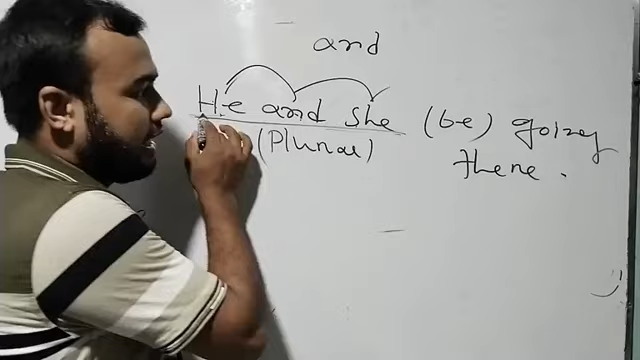 and
He and she (be) going
there.
(Plural)